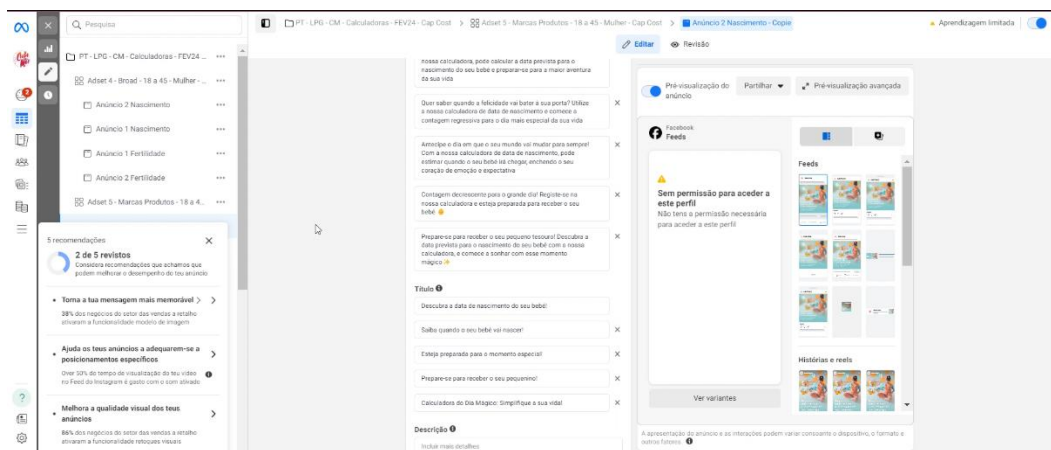 Pesquisa
PT - LPG - CM - Calculadoras - FEV24 ...
Adset 4 - Broad - 18 a 45 - Mulher - ...
Anúncio 2 Nascimento
Anúncio 1 Nascimento
Anúncio 1 Fertilidade
Anúncio 2 Fertilidade
Adset 5 - Marcas Produtos - 18 a 4...
5 recomendações
2 de 5 revistos
Considera recomendações que achamos que
podem melhorar o desempenho do teu anúncio
Torna a tua mensagem mais memorável
38% dos negócios do setor das vendas a retalho
ativaram a funcionalidade modelo de imagem
Ajuda os teus anúncios a adequarem-se a
posicionamentos específicos
Over 50% do tempo de visualização do teu vídeo
no Feed do Instagram é gasto com o som ativado
Melhora a qualidade visual dos teus
anúncios
86% dos negócios do setor das vendas a retalho
ativaram a funcionalidade retoques visuais
PT - LPG - CM - Calculadoras - FEV24 - Cap Cost > Adset 5 - Marcas Produtos - 18 a 45 - Mulher - Cap Cost > Anúncio 2 Nascimento - Copie
Aprendizagem limitada
Editar
Revisão
nossa calculadora, pode calcular a data prevista para o
nascimento do seu bebé e preparar-se para a maior aventura
da sua vida
Quer saber quando a felicidade vai bater à sua porta? Utilize
a nossa calculadora de data de nascimento e comece a
contagem regressiva para o dia mais especial da sua vida
Antecipe o dia em que o seu mundo vai mudar para sempre!
Com a nossa calculadora de data de nascimento, pode
estimar quando o seu bebé irá chegar, enchendo o seu
coração de emoção e expectativa
Contagem decrescente para o grande dia! Registe-se na
nossa calculadora e esteja preparada para receber o seu
bebé
Prepare-se para receber o seu pequeno tesouro! Descubra a
data prevista para o nascimento do seu bebé com a nossa
calculadora, e comece a sonhar com esse momento
mágico
Título
Descubra a data de nascimento do seu bebé!
Saiba quando o seu bebé vai nascer!
Esteja preparada para o momento especial!
Prepare-se para receber o seu pequenino!
Calculadora do Dia Mágico: Simplifique a sua vida!
Descrição
Incluir mais detalhes
Pré-visualização do
anúncio
Partilhar
Pré-visualização avançada
Facebook
Feeds
Sem permissão para aceder a
este perfil
Não tens a permissão necessária
para aceder a este perfil
Ver variantes
Feeds
Histórias e reels
A apresentação do anúncio e as interações podem variar consoante o dispositivo, o formato e
outros fatores.